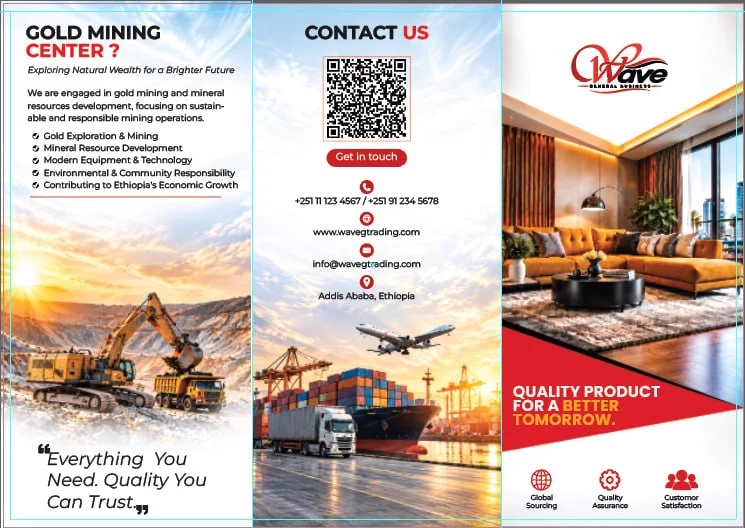 GOLD MINING
CENTER ?
Exploring Natural Wealth for a Brighter Future
We are engaged in gold mining and mineral
resources development, focusing on sustain-
able and responsible mining operations.
Gold Exploration & Mining
Mineral Resource Development
Modern Equipment & Technology
Environmental & Community Responsibility
Contributing to Ethiopia's Economic Growth
❝Everything You
Need. Quality You
Can Trust.❞
CONTACT US
Get in touch
+251 11 123 4567 / +251 91 234 5678
www.wavegtrading.com
info@wavegtrading.com
Addis Ababa, Ethiopia
Wave
GENERAL BUSINESS
QUALITY PRODUCT
FOR A BETTER
TOMORROW.
Global
Sourcing
Quality
Assurance
Customor
Satisfaction